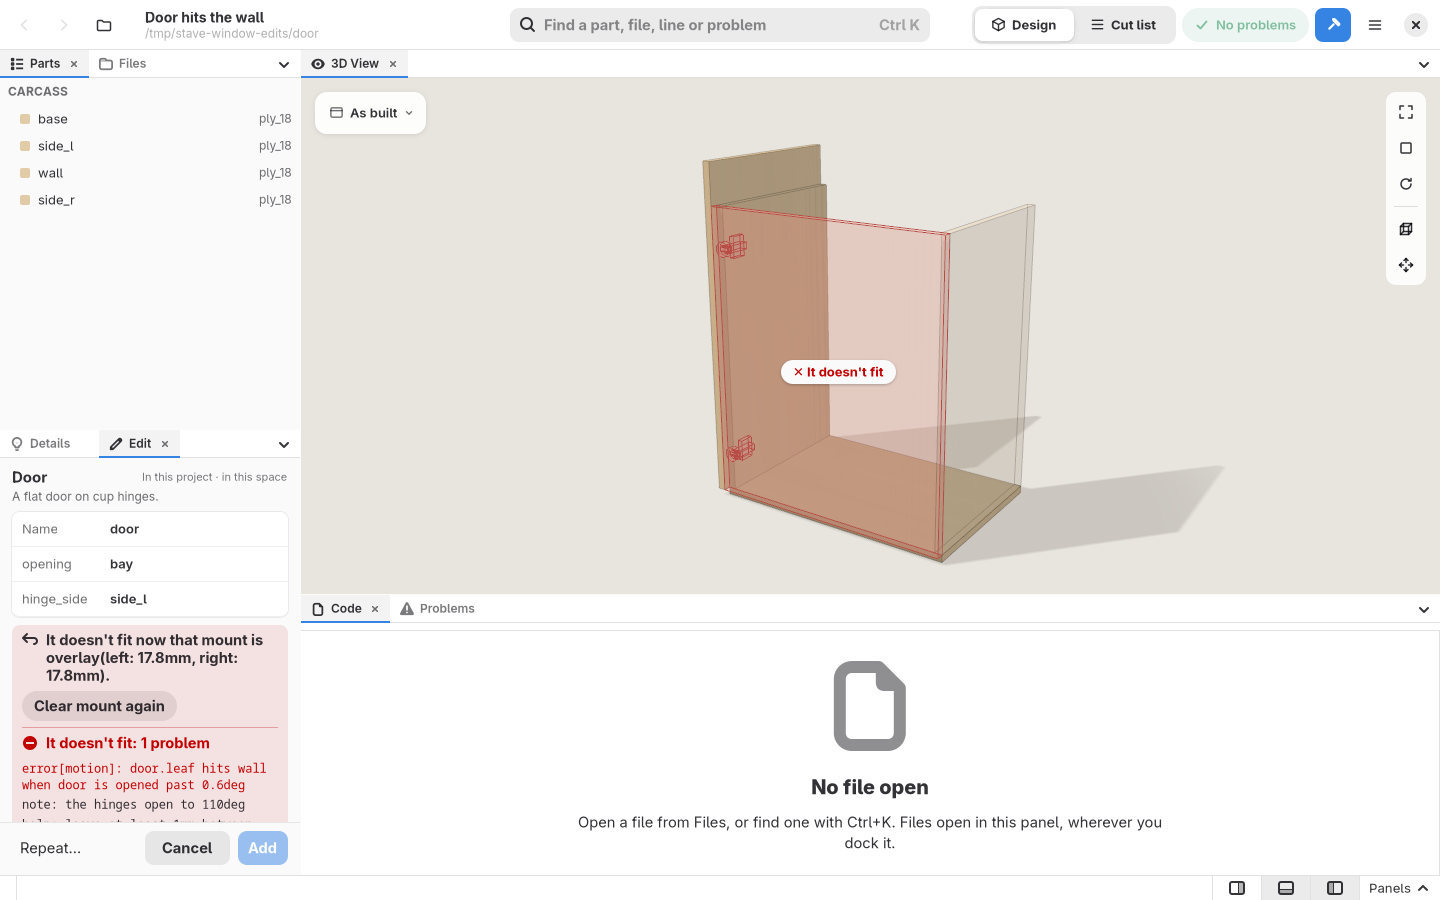 Door hits the wall
/tmp/stave-window-edits/door
Find a part, file, line or problem
Ctrl K
Design
Cut list
No problems
Parts
Files
3D View
CARCASS
base ply_18
side_l ply_18
wall ply_18
side_r ply_18
As built
It doesn't fit
Details
Edit
Door
In this project · in this space
A flat door on cup hinges.
Name door
opening bay
hinge_side side_l
It doesn't fit now that mount is
overlay(left: 17.8mm, right:
17.8mm).
Clear mount again
It doesn't fit: 1 problem
error[motion]: door.leaf hits wall
when door is opened past 0.6deg
note: the hinges open to 110deg
Repeat...
Cancel
Add
Code
Problems
No file open
Open a file from Files, or find one with Ctrl+K. Files open in this panel, wherever you
dock it.
Panels